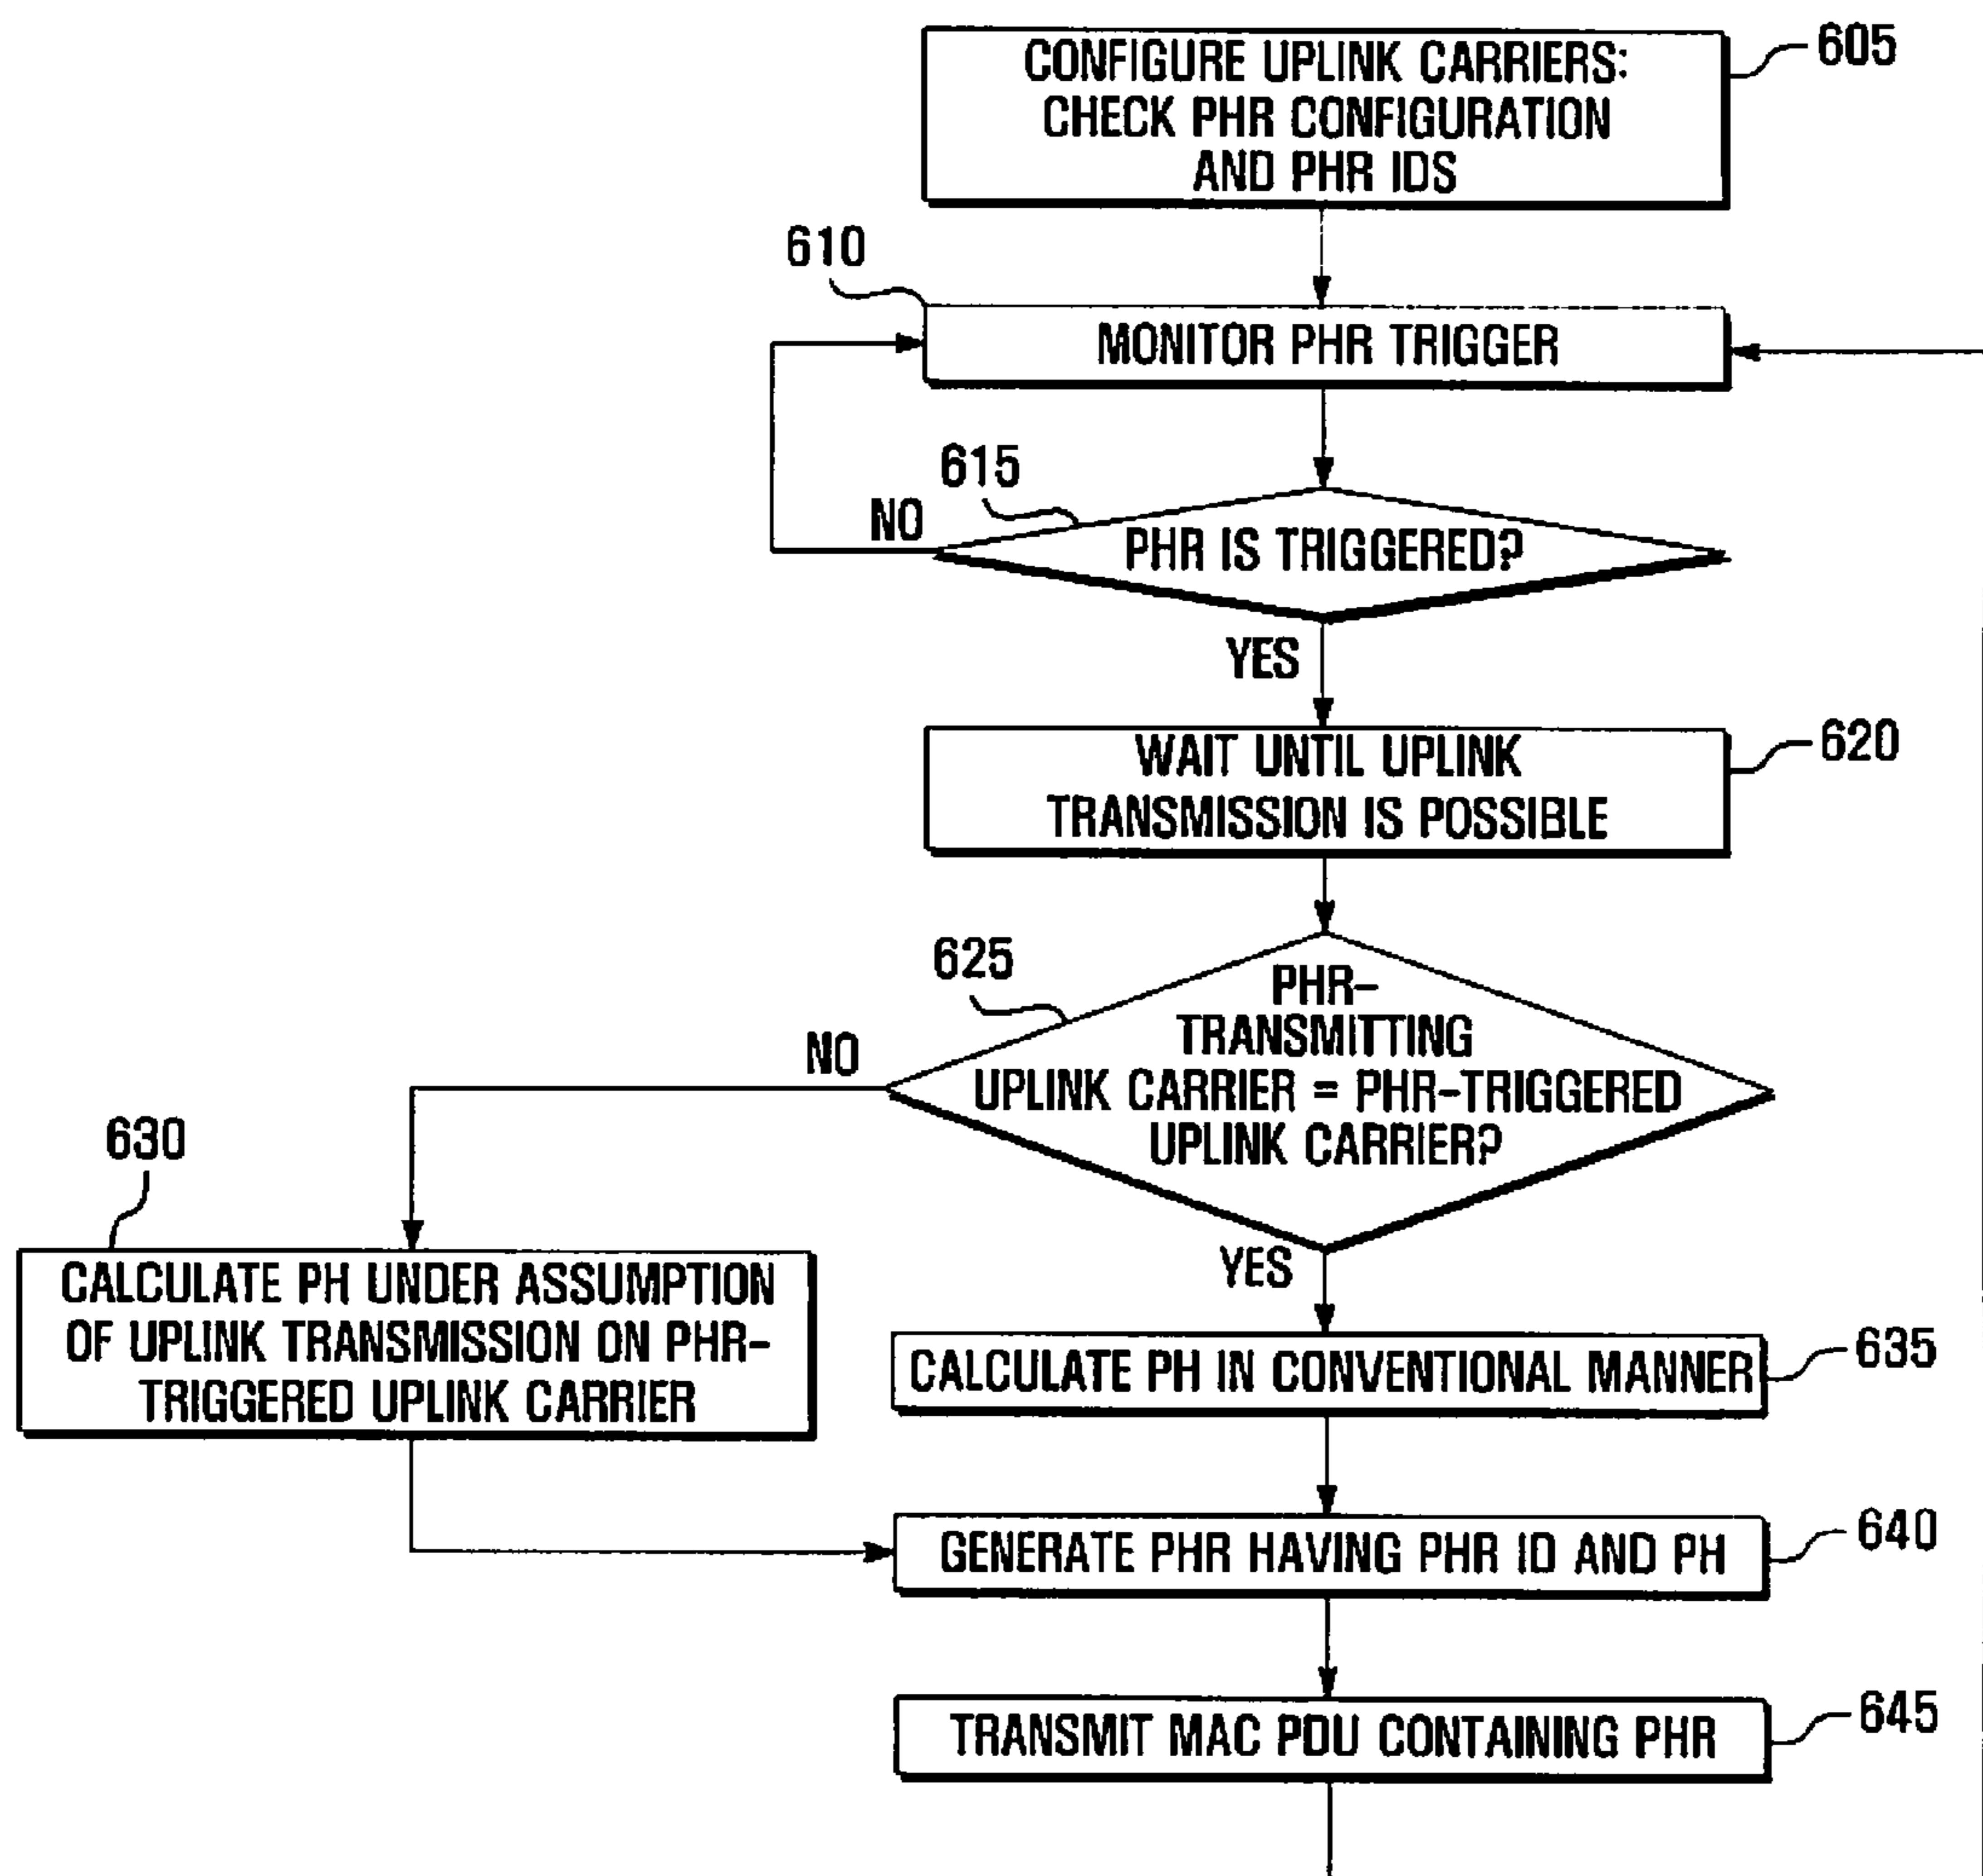 CONFIGURE UPLINK CARRIERS:
CHECK PHR CONFIGURATION
AND PHR IDS
605
610
MONITOR PHR TRIGGER
615
NO
PHR IS TRIGGERED?
YES
WAIT UNTIL UPLINK
TRANSMISSION IS POSSIBLE
620
625
PHR-
TRANSMITTING
UPLINK CARRIER = PHR-TRIGGERED
UPLINK CARRIER?
NO
630
YES
CALCULATE PH UNDER ASSUMPTION
OF UPLINK TRANSMISSION ON PHR-
TRIGGERED UPLINK CARRIER
CALCULATE PH IN CONVENTIONAL MANNER
635
GENERATE PHR HAVING PHR ID AND PH
640
TRANSMIT MAC PDU CONTAINING PHR
645